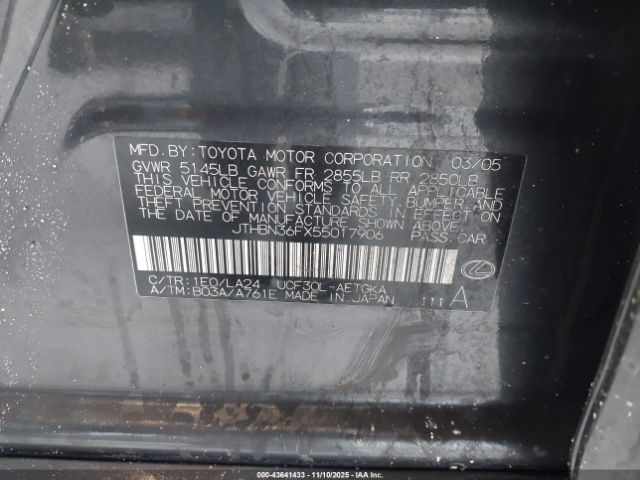 MFD. BY: TOYOTA MOTOR CORPORATION 03/05
GVWR 5145LB GAWR FR 2855LB RR 2850LB
THIS VEHICLE CONFORMS TO ALL APPLICABLE
FEDERAL MOTOR VEHICLE SAFETY, BUMPER, AND
THEFT PREVENTION STANDARDS IN EFFECT ON
THE DATE OF MANUFACTURE SHOWN ABOVE.
JTHBN36FX55017906 PASS CAR
C/TR: 1E0/LA24 UCF30L-AETGKA
A/TM: B03A/A761E MADE IN JAPAN 111 A
000-43641433 - 11/10/2025 - IAA Inc.